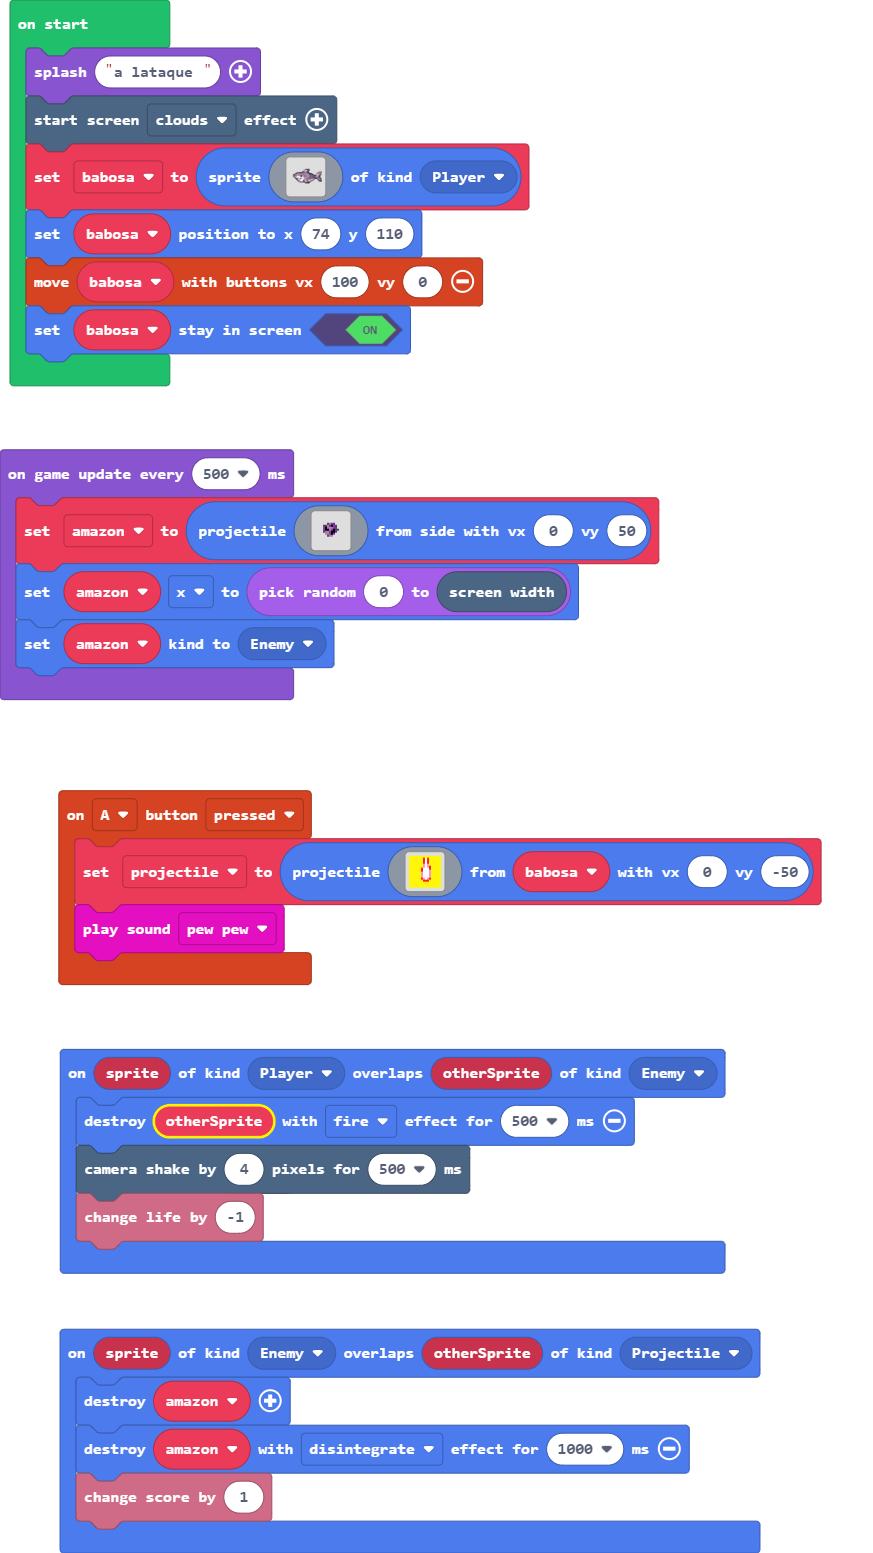 on start
splash "a lataque "
start screen clouds effect
set babosa to sprite of kind Player
set babosa position to x 74 y 110
move babosa with buttons vx 100 vy 0
set babosa stay in screen ON
on game update every 500 ms
set amazon to projectile from side with vx 0 vy 50
set amazon x to pick random 0 to screen width
set amazon kind to Enemy
on A button pressed
set projectile to projectile from babosa with vx 0 vy -50
play sound pew pew
on sprite of kind Player overlaps otherSprite of kind Enemy
destroy otherSprite with fire effect for 500 ms
camera shake by 4 pixels for 500 ms
change life by -1
on sprite of kind Enemy overlaps otherSprite of kind Projectile
destroy amazon
destroy amazon with disintegrate effect for 1000 ms
change score by 1